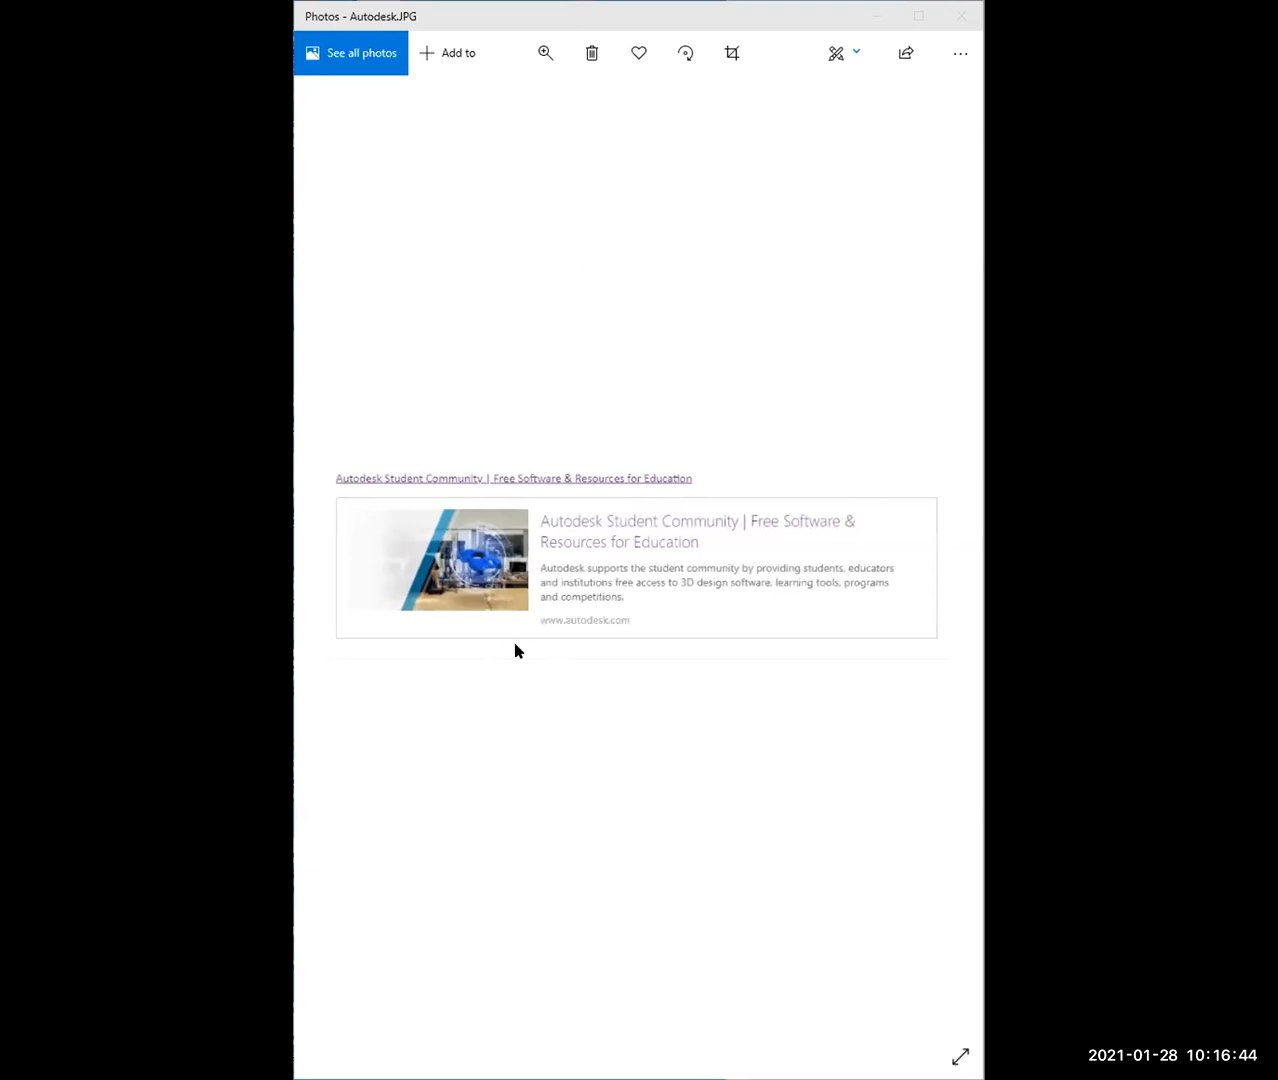 Photos - Autodesk.JPG
See all photos
Add to
Autodesk Student Community | Free Software & Resources for Education
Autodesk Student Community | Free Software &
Resources for Education
Autodesk supports the student community by providing students, educators
and institutions free access to 3D design software, learning tools, programs
and competitions.
www.autodesk.com
2021-01-28 10:16:44